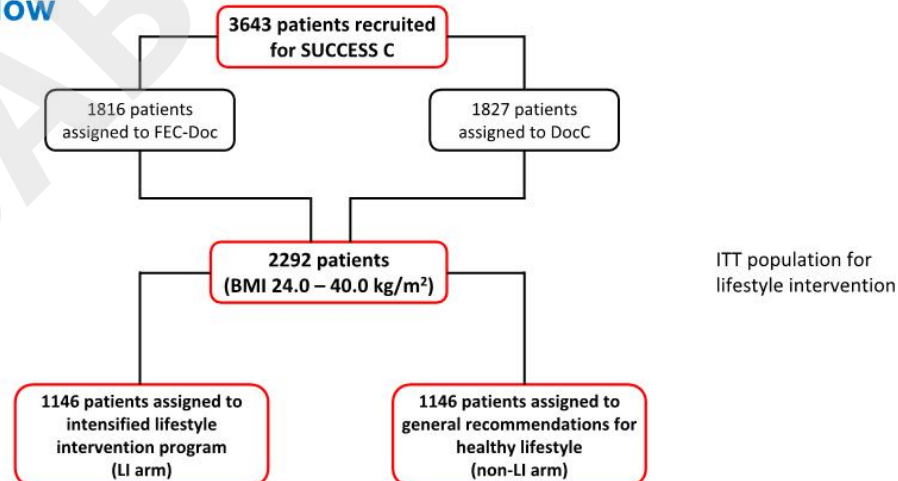 3643 patients recruited
for SUCCESS C
1816 patients
assigned to FEC-Doc
1827 patients
assigned to DocC
2292 patients
(BMI 24.0 – 40.0 kg/m²)
ITT population for
lifestyle intervention
1146 patients assigned to
intensified lifestyle
intervention program
(LI arm)
1146 patients assigned to
general recommendations for
healthy lifestyle
(non-LI arm)